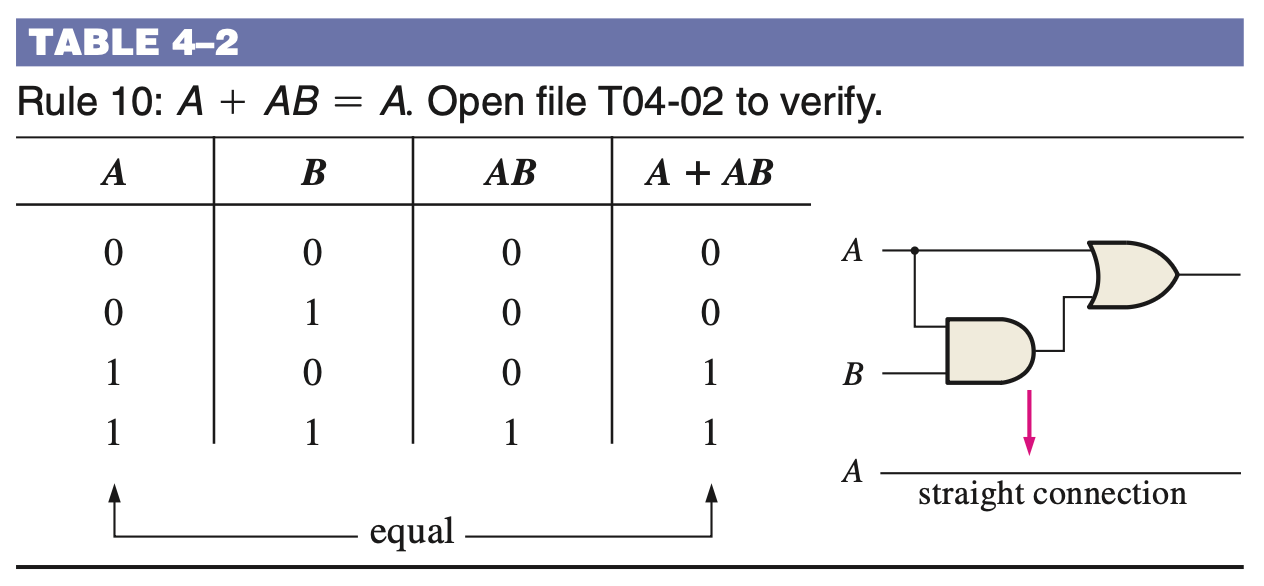 TABLE 4–2
Rule 10: A + AB = A. Open file T04-02 to verify.
A B AB A + AB
0 0 0 0
0 1 0 0
1 0 0 1
1 1 1 1
equal
A
B
A
straight connection